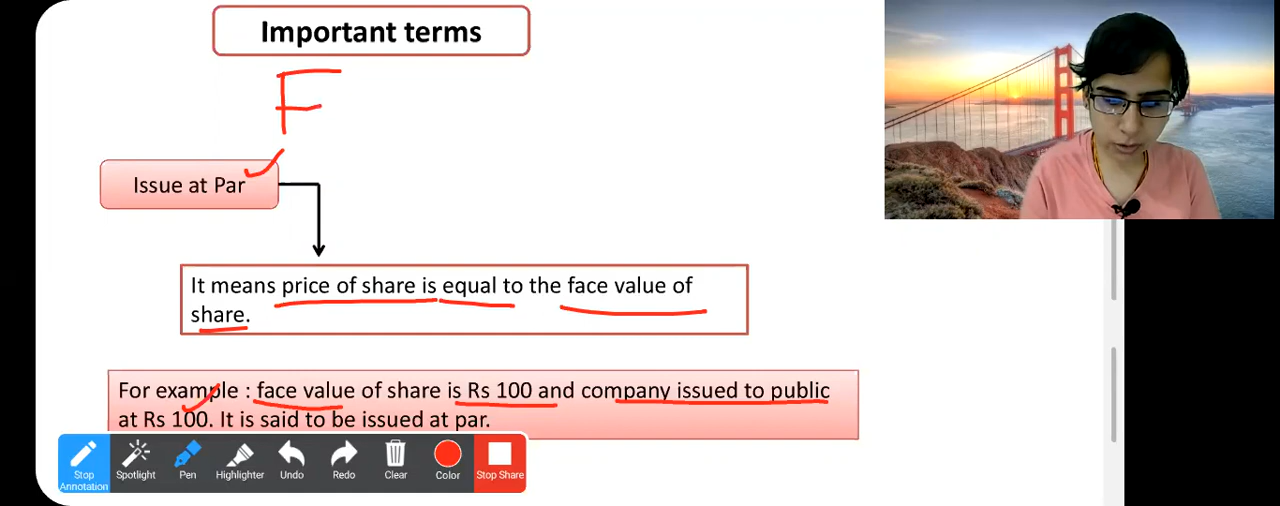 Important terms
F
Issue at Par
It means price of share is equal to the face value of
share.
For example : face value of share is Rs 100 and company issued to public
at Rs 100. It is said to be issued at par.
Stop Annotation
Spotlight
Pen
Highlighter
Undo
Redo
Clear
Color
Stop Share